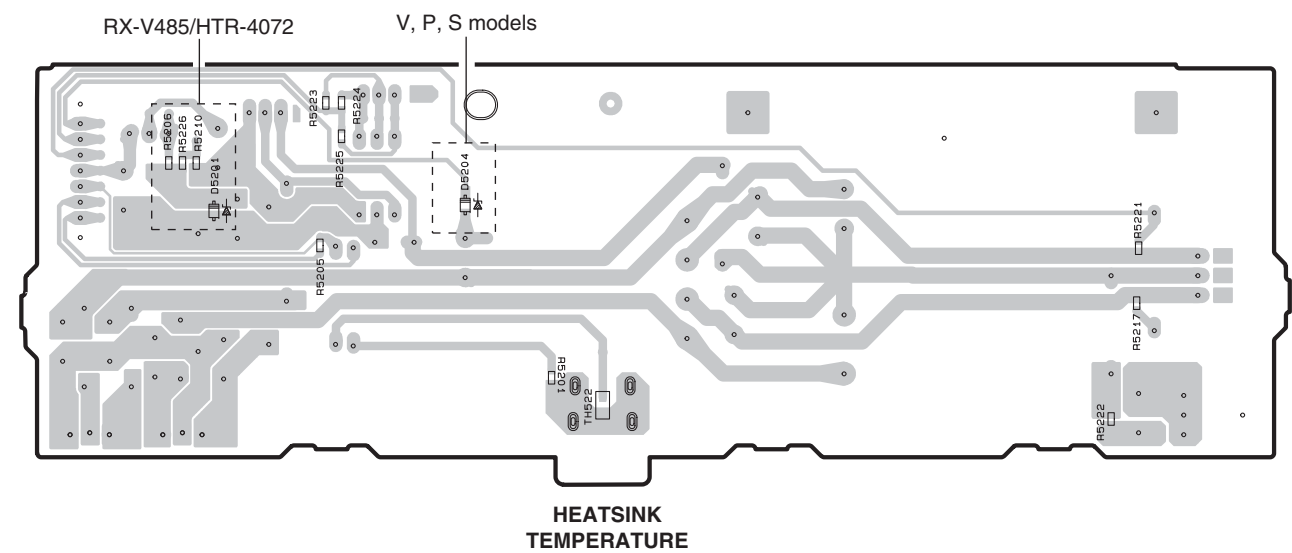 RX-V485/HTR-4072
V, P, S models
R5223
R5224
R5206
R5226
R5210
R5225
D5201
D5204
R5221
R5205
R5217
R5201
TH522
R5222
HEATSINK
TEMPERATURE